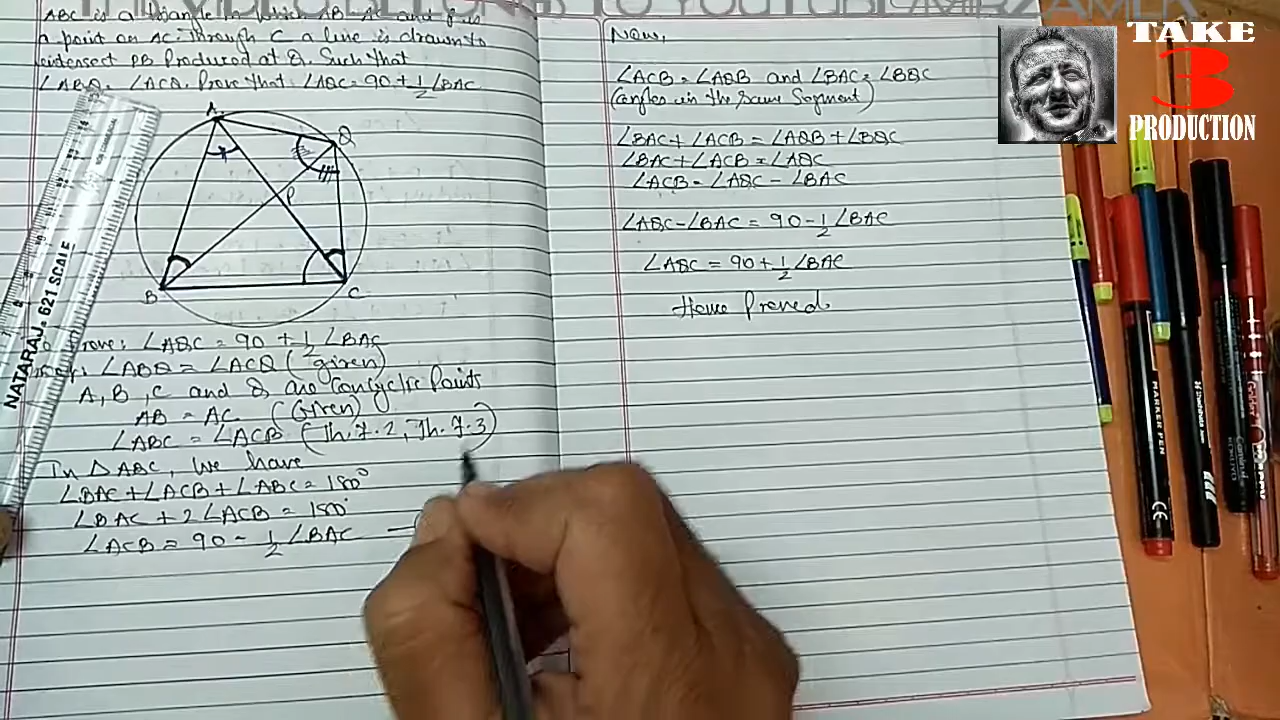 ABC is a triangle in which AB = AC and P is
a point on AC. Through C a line is drawn to
intersect PB Produced at Q. Such that
∠ABQ = ∠ACQ. Prove that ∠AQC = 90 + 1/2 ∠BAC
A
Q
P
B
C
To Prove: ∠AQC = 90 + 1/2 ∠BAC
∠ABQ = ∠ACQ (given)
A, B, C and Q are Concyclic Points
AB = AC (Given)
∠ABC = ∠ACB (Th. 7.2, Th. 7.3)
In △ABC, We have
∠BAC + ∠ACB + ∠ABC = 180°
∠BAC + 2∠ACB = 180°
∠ACB = 90 - 1/2 ∠BAC
NATARAJ 621 SCALE
Now,
∠ACB = ∠AQB and ∠BAC = ∠BQC
(angles in the same Segment)
∠BAC + ∠ACB = ∠AQB + ∠BQC
∠BAC + ∠ACB = ∠AQC
∠ACB = ∠AQC - ∠BAC
∠AQC - ∠BAC = 90 - 1/2 ∠BAC
∠AQC = 90 + 1/2 ∠BAC
Hence Proved
TAKE
3
PRODUCTION
MARKER PEN